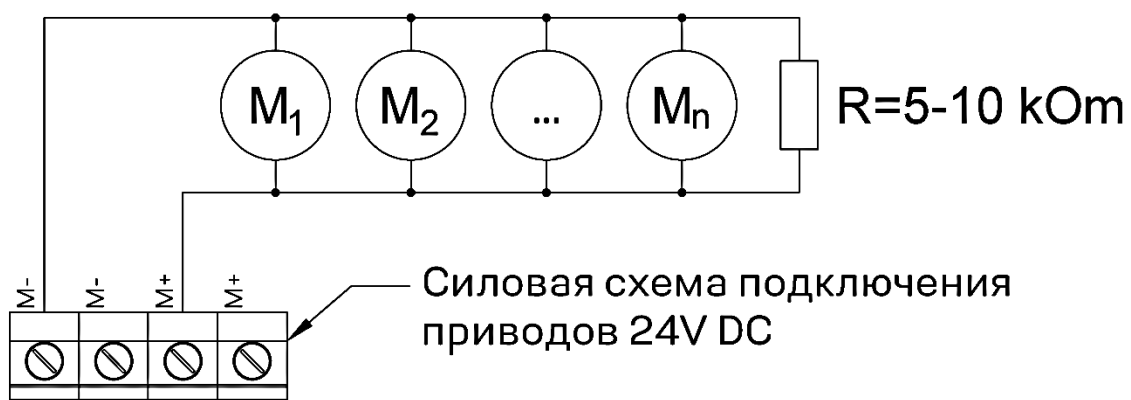 M₁ M₂ ... Mₙ R=5-10 kOm
M- M- M+ M+
Силовая схема подключения
приводов 24V DC